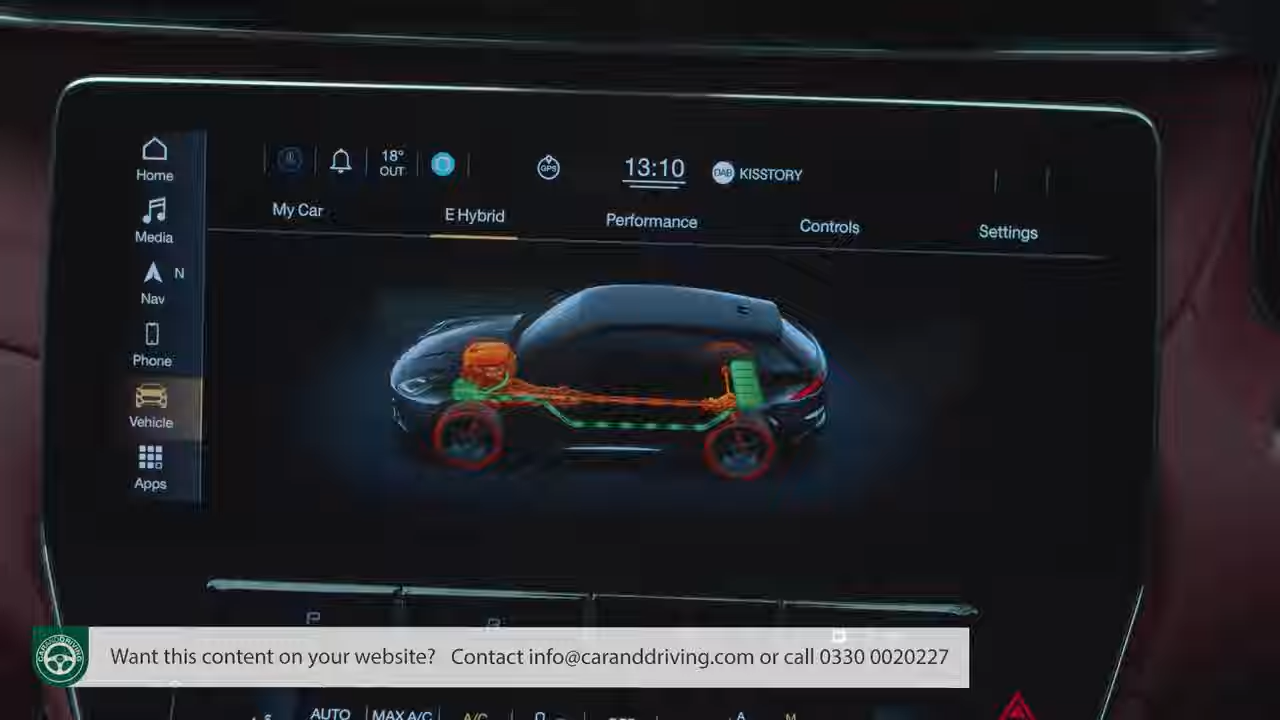 Home
Media
N
Nav
Phone
Vehicle
Apps
18°
OUT
GPS
13:10
DAB KISSTORY
My Car
E Hybrid
Performance
Controls
Settings
P
CARANDDRIVING
Want this content on your website? Contact info@caranddriving.com or call 0330 0020227
AUTO
MAX A/C
A/C
A
M